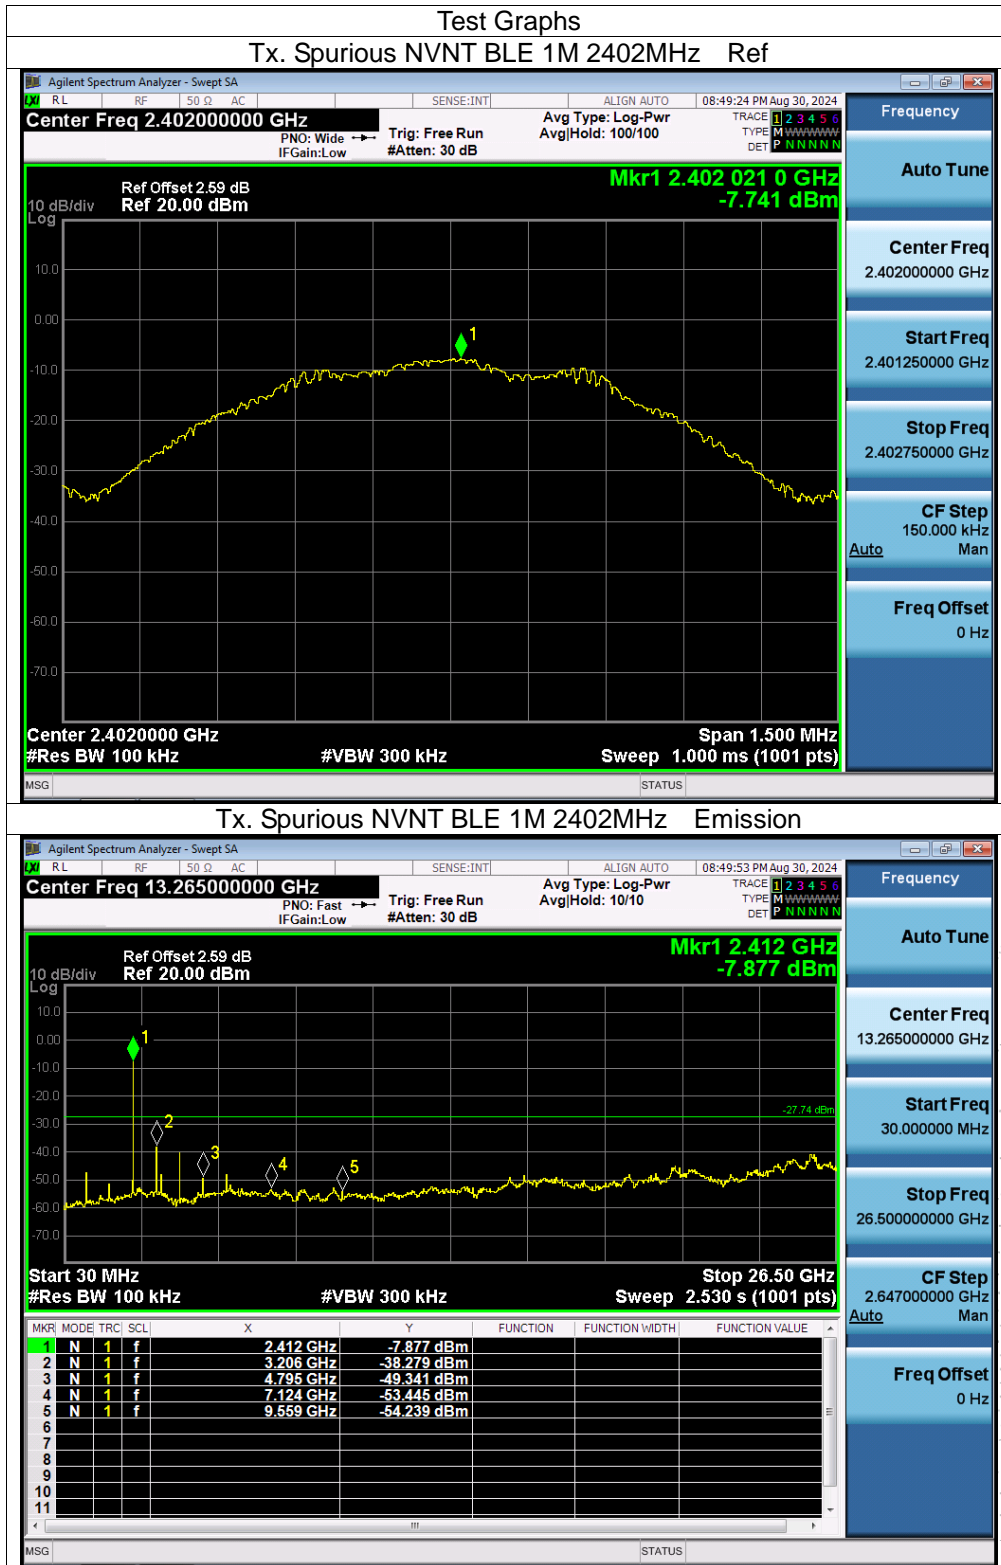 Test Graphs
Tx. Spurious NVNT BLE 1M 2402MHz Ref
Agilent Spectrum Analyzer - Swept SA
LXI RL RF 50 Ω AC SENSE:INT ALIGN AUTO 08:49:24 PM Aug 30, 2024
Center Freq 2.402000000 GHz
PNO: Wide
IFGain:Low
Trig: Free Run
#Atten: 30 dB
Avg Type: Log-Pwr
Avg|Hold: 100/100
TRACE 1 2 3 4 5 6
TYPE M WWWWW
DET P N N N N N
Ref Offset 2.59 dB
Ref 20.00 dBm
10 dB/div
Log
Mkr1 2.402 021 0 GHz
-7.741 dBm
10.0
0.00
-10.0
-20.0
-30.0
-40.0
-50.0
-60.0
-70.0
1
Center 2.4020000 GHz
Span 1.500 MHz
#Res BW 100 kHz
#VBW 300 kHz
Sweep 1.000 ms (1001 pts)
MSG
STATUS
Frequency
Auto Tune
Center Freq
2.402000000 GHz
Start Freq
2.401250000 GHz
Stop Freq
2.402750000 GHz
CF Step
150.000 kHz
Auto Man
Freq Offset
0 Hz
Tx. Spurious NVNT BLE 1M 2402MHz Emission
Agilent Spectrum Analyzer - Swept SA
LXI RL RF 50 Ω AC SENSE:INT ALIGN AUTO 08:49:53 PM Aug 30, 2024
Center Freq 13.265000000 GHz
PNO: Fast
IFGain:Low
Trig: Free Run
#Atten: 30 dB
Avg Type: Log-Pwr
Avg|Hold: 10/10
TRACE 1 2 3 4 5 6
TYPE M WWWWW
DET P N N N N N
Ref Offset 2.59 dB
Ref 20.00 dBm
10 dB/div
Log
Mkr1 2.412 GHz
-7.877 dBm
10.0
0.00
-10.0
-20.0
-30.0
-40.0
-50.0
-60.0
-70.0
1
2
3
4
5
-27.74 dBm
Start 30 MHz
Stop 26.50 GHz
#Res BW 100 kHz
#VBW 300 kHz
Sweep 2.530 s (1001 pts)
MKR MODE TRC SCL X Y FUNCTION FUNCTION WIDTH FUNCTION VALUE
1 N 1 f 2.412 GHz -7.877 dBm
2 N 1 f 3.206 GHz -38.279 dBm
3 N 1 f 4.795 GHz -49.341 dBm
4 N 1 f 7.124 GHz -53.445 dBm
5 N 1 f 9.559 GHz -54.239 dBm
6
7
8
9
10
11
MSG
STATUS
Frequency
Auto Tune
Center Freq
13.265000000 GHz
Start Freq
30.000000 MHz
Stop Freq
26.500000000 GHz
CF Step
2.647000000 GHz
Auto Man
Freq Offset
0 Hz